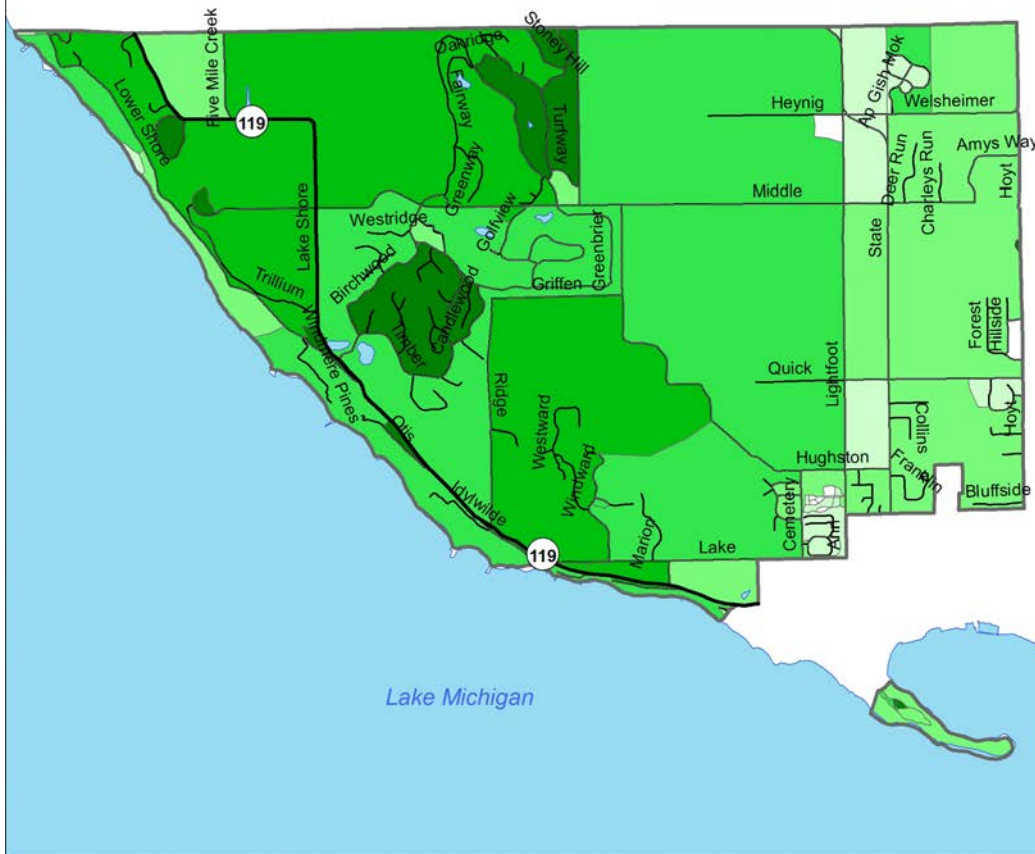 Oakridge
Stoney Hill
Five Mile Creek
Fairway
Turfway
Ap Gish Mok
Heynig
Welsheimer
119
Lower Shore
Greenway
Golfview
Middle
Deer Run
Charleys Run
Amys Way
Hoyt
Westridge
Lake Shore
Greenbrier
State
Birchwood
Trillium
Griffen
Candlewood
Timber
Windmere Pines
Forest
Hillside
Quick
Lightfoot
Ridge
Otis
Westward
Collins
Hoyt
Hughston
Franklin
Windward
Idylwilde
Cemetery
Bluffside
Marion
Ann
Lake
119
Lake Michigan